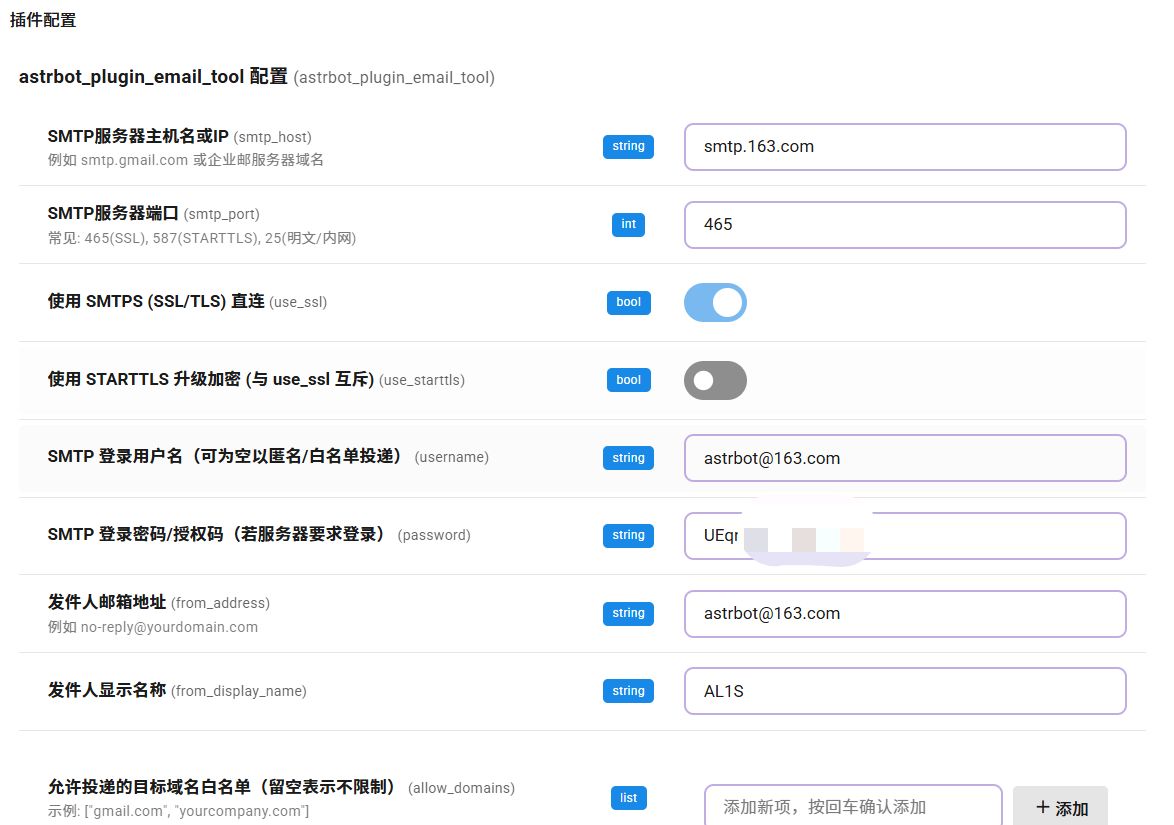 插件配置
astrbot_plugin_email_tool 配置 (astrbot_plugin_email_tool)
SMTP服务器主机名或IP (smtp_host)
例如 smtp.gmail.com 或企业邮服务器域名
string
smtp.163.com
SMTP服务器端口 (smtp_port)
常见: 465(SSL), 587(STARTTLS), 25(明文/内网)
int
465
使用 SMTPS (SSL/TLS) 直连 (use_ssl)
bool
使用 STARTTLS 升级加密 (与 use_ssl 互斥) (use_starttls)
bool
SMTP 登录用户名（可为空以匿名/白名单投递） (username)
string
astrbot@163.com
SMTP 登录密码/授权码（若服务器要求登录） (password)
string
发件人邮箱地址 (from_address)
例如 no-reply@yourdomain.com
string
astrbot@163.com
发件人显示名称 (from_display_name)
string
AL1S
允许投递的目标域名白名单（留空表示不限制） (allow_domains)
示例: ["gmail.com", "yourcompany.com"]
list
添加新项，按回车确认添加
+ 添加